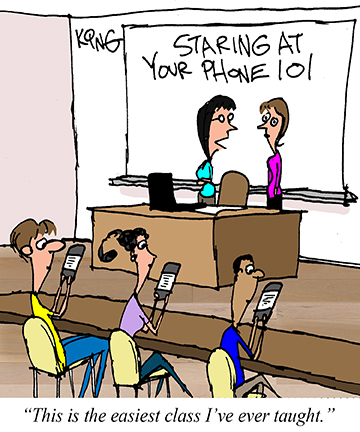 KING
STARING AT
YOUR PHONE 101
"This is the easiest class I've ever taught."